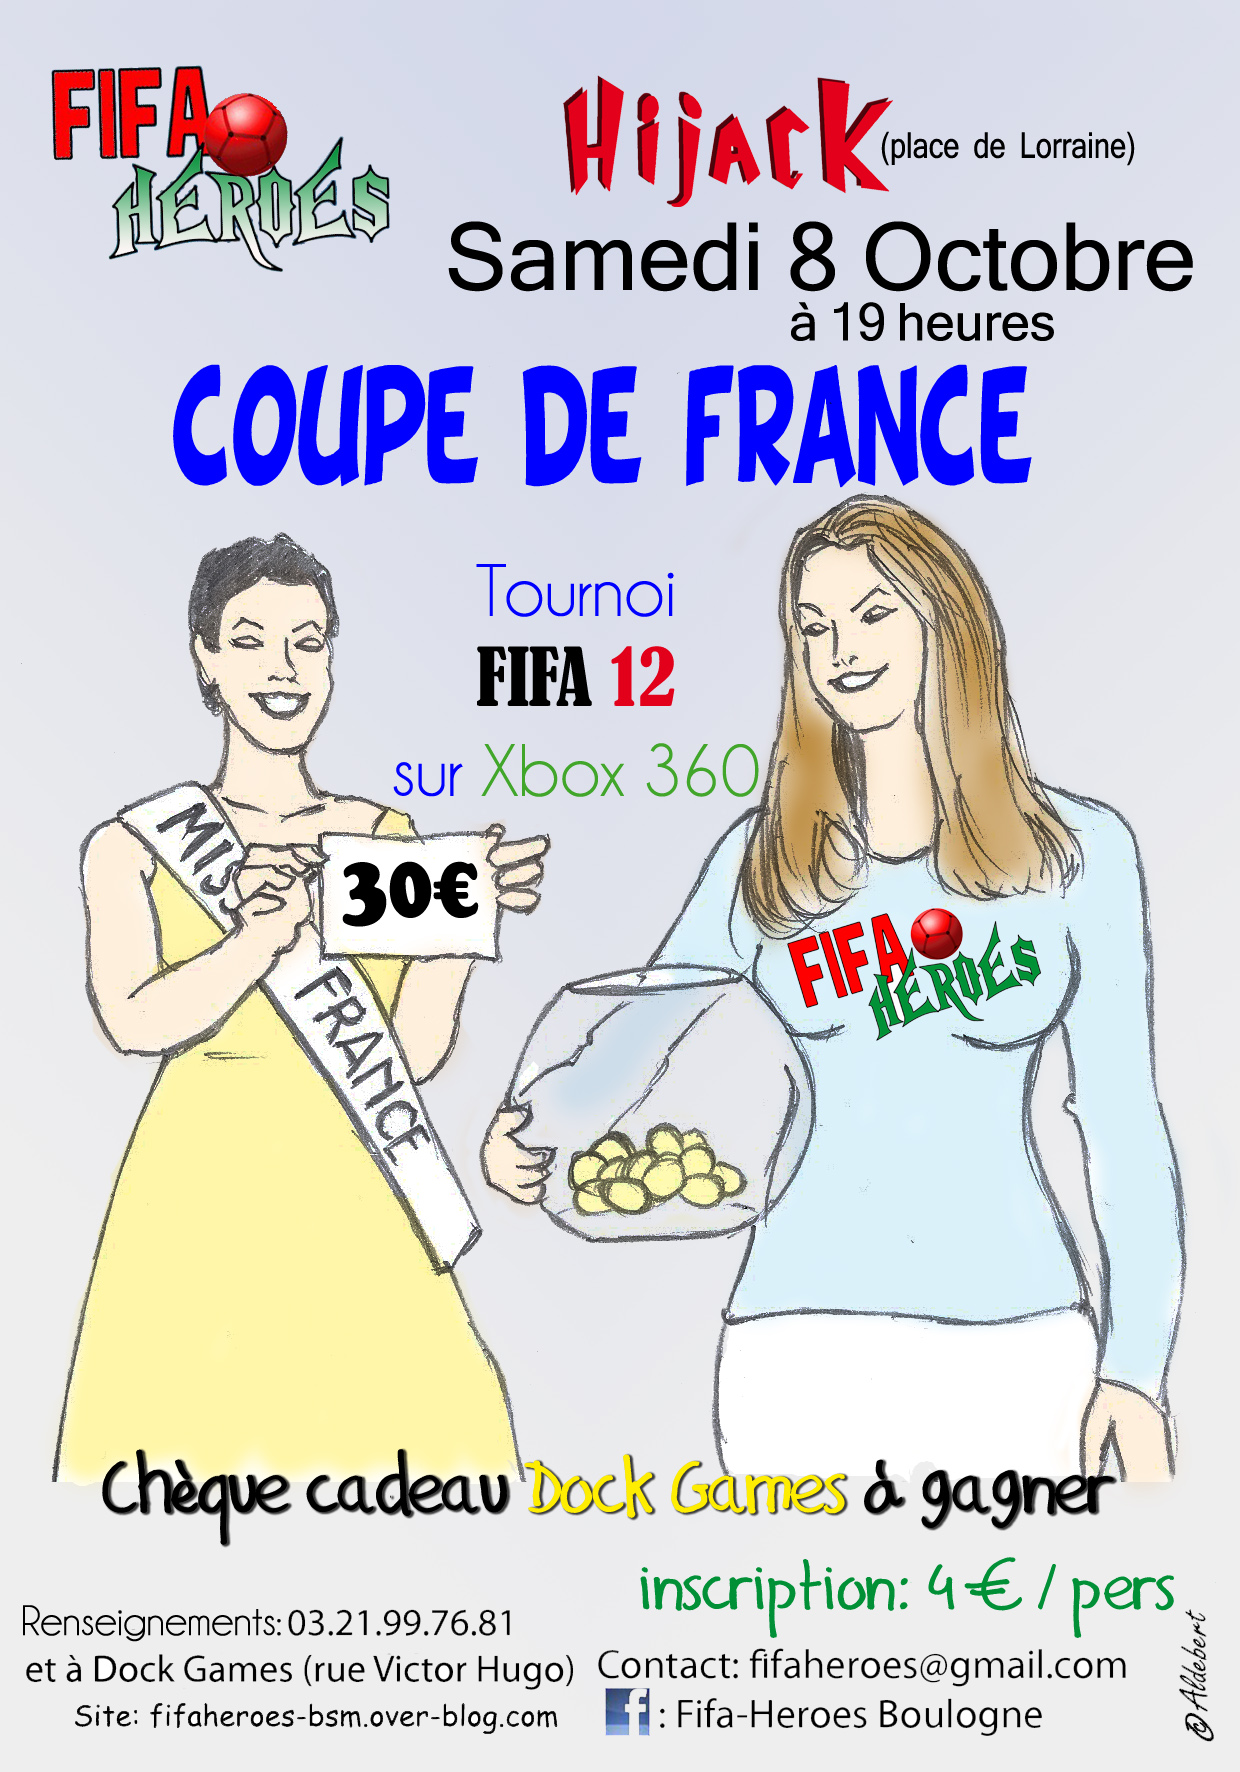 FIFA
HÉROÉS
Hijack (place de Lorraine)
Samedi 8 Octobre
à 19 heures
COUPE DE FRANCE
Tournoi
FIFA 12
sur Xbox 360
MISS FRANCE
30€
FIFA
HÉROÉS
Chèque cadeau Dock Games à gagner
inscription: 4€ / pers
Renseignements: 03.21.99.76.81
et à Dock Games (rue Victor Hugo)
Site: fifaheroes-bsm.over-blog.com
Contact: fifaheroes@gmail.com
f : Fifa-Heroes Boulogne
© Aldebert